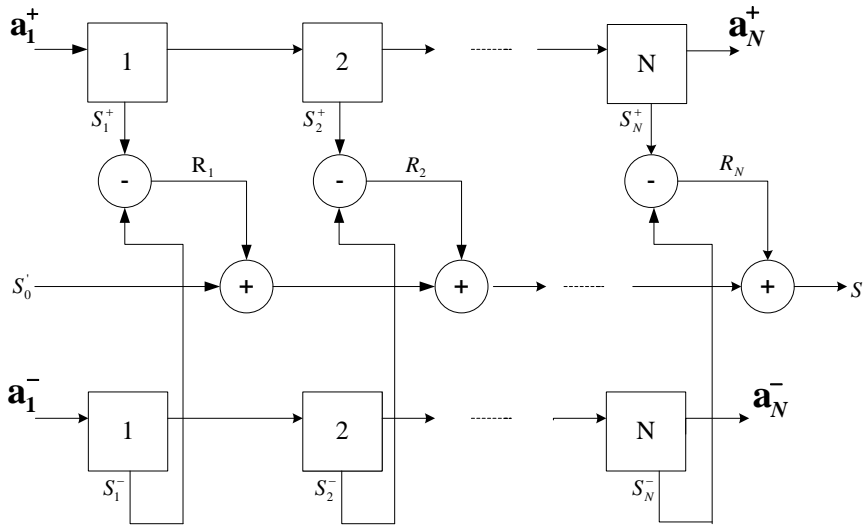 a₁⁺ 1 2 N a_N⁺
S₁⁺ S₂⁺ S_N⁺
- R₁ - R₂ - R_N
S₀' + + + S
a₁⁻ 1 2 N a_N⁻
S₁⁻ S₂⁻ S_N⁻